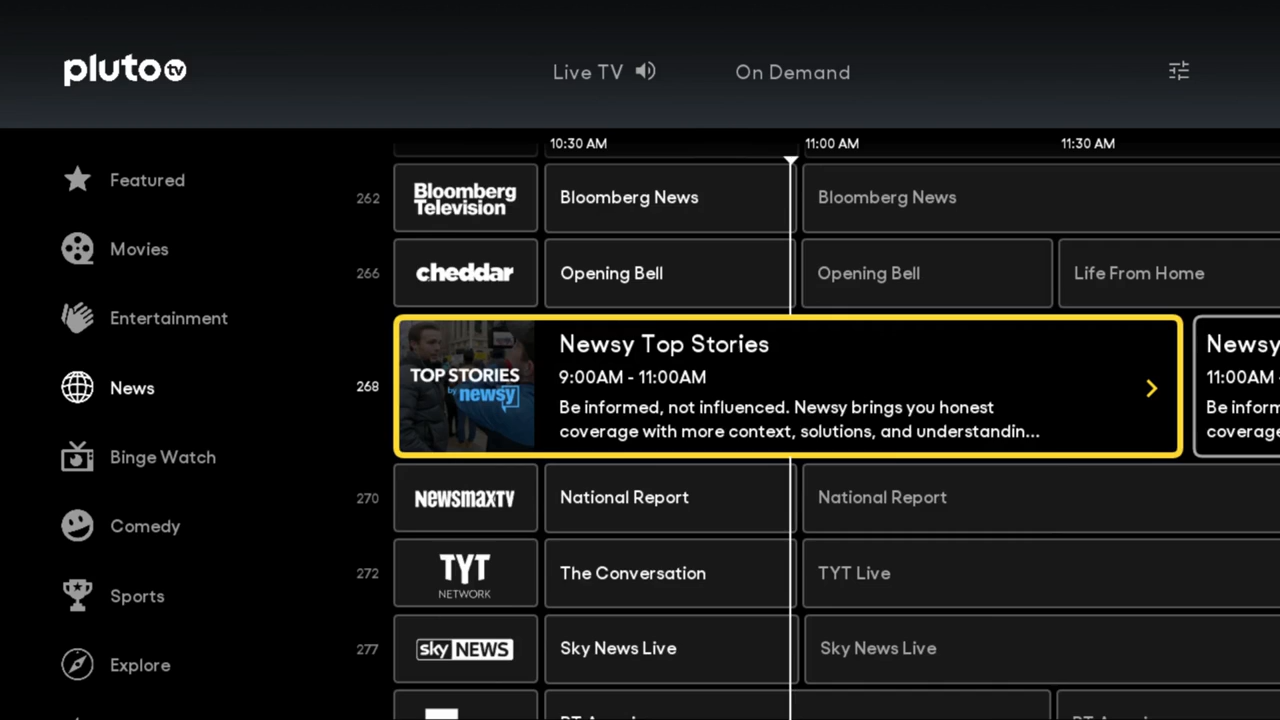 pluto tv
Live TV
On Demand
10:30 AM
11:00 AM
11:30 AM
Featured
Movies
Entertainment
News
Binge Watch
Comedy
Sports
Explore
262
Bloomberg
Television
Bloomberg News
Bloomberg News
266
cheddar
Opening Bell
Opening Bell
Life From Home
268
TOP STORIES
by newsy
Newsy Top Stories
9:00AM - 11:00AM
Be informed, not influenced. Newsy brings you honest
coverage with more context, solutions, and understandin...
Newsy
11:00AM -
Be inform
coverage
270
NEWSMAXTV
National Report
National Report
272
TYT
NETWORK
The Conversation
TYT Live
277
sky NEWS
Sky News Live
Sky News Live